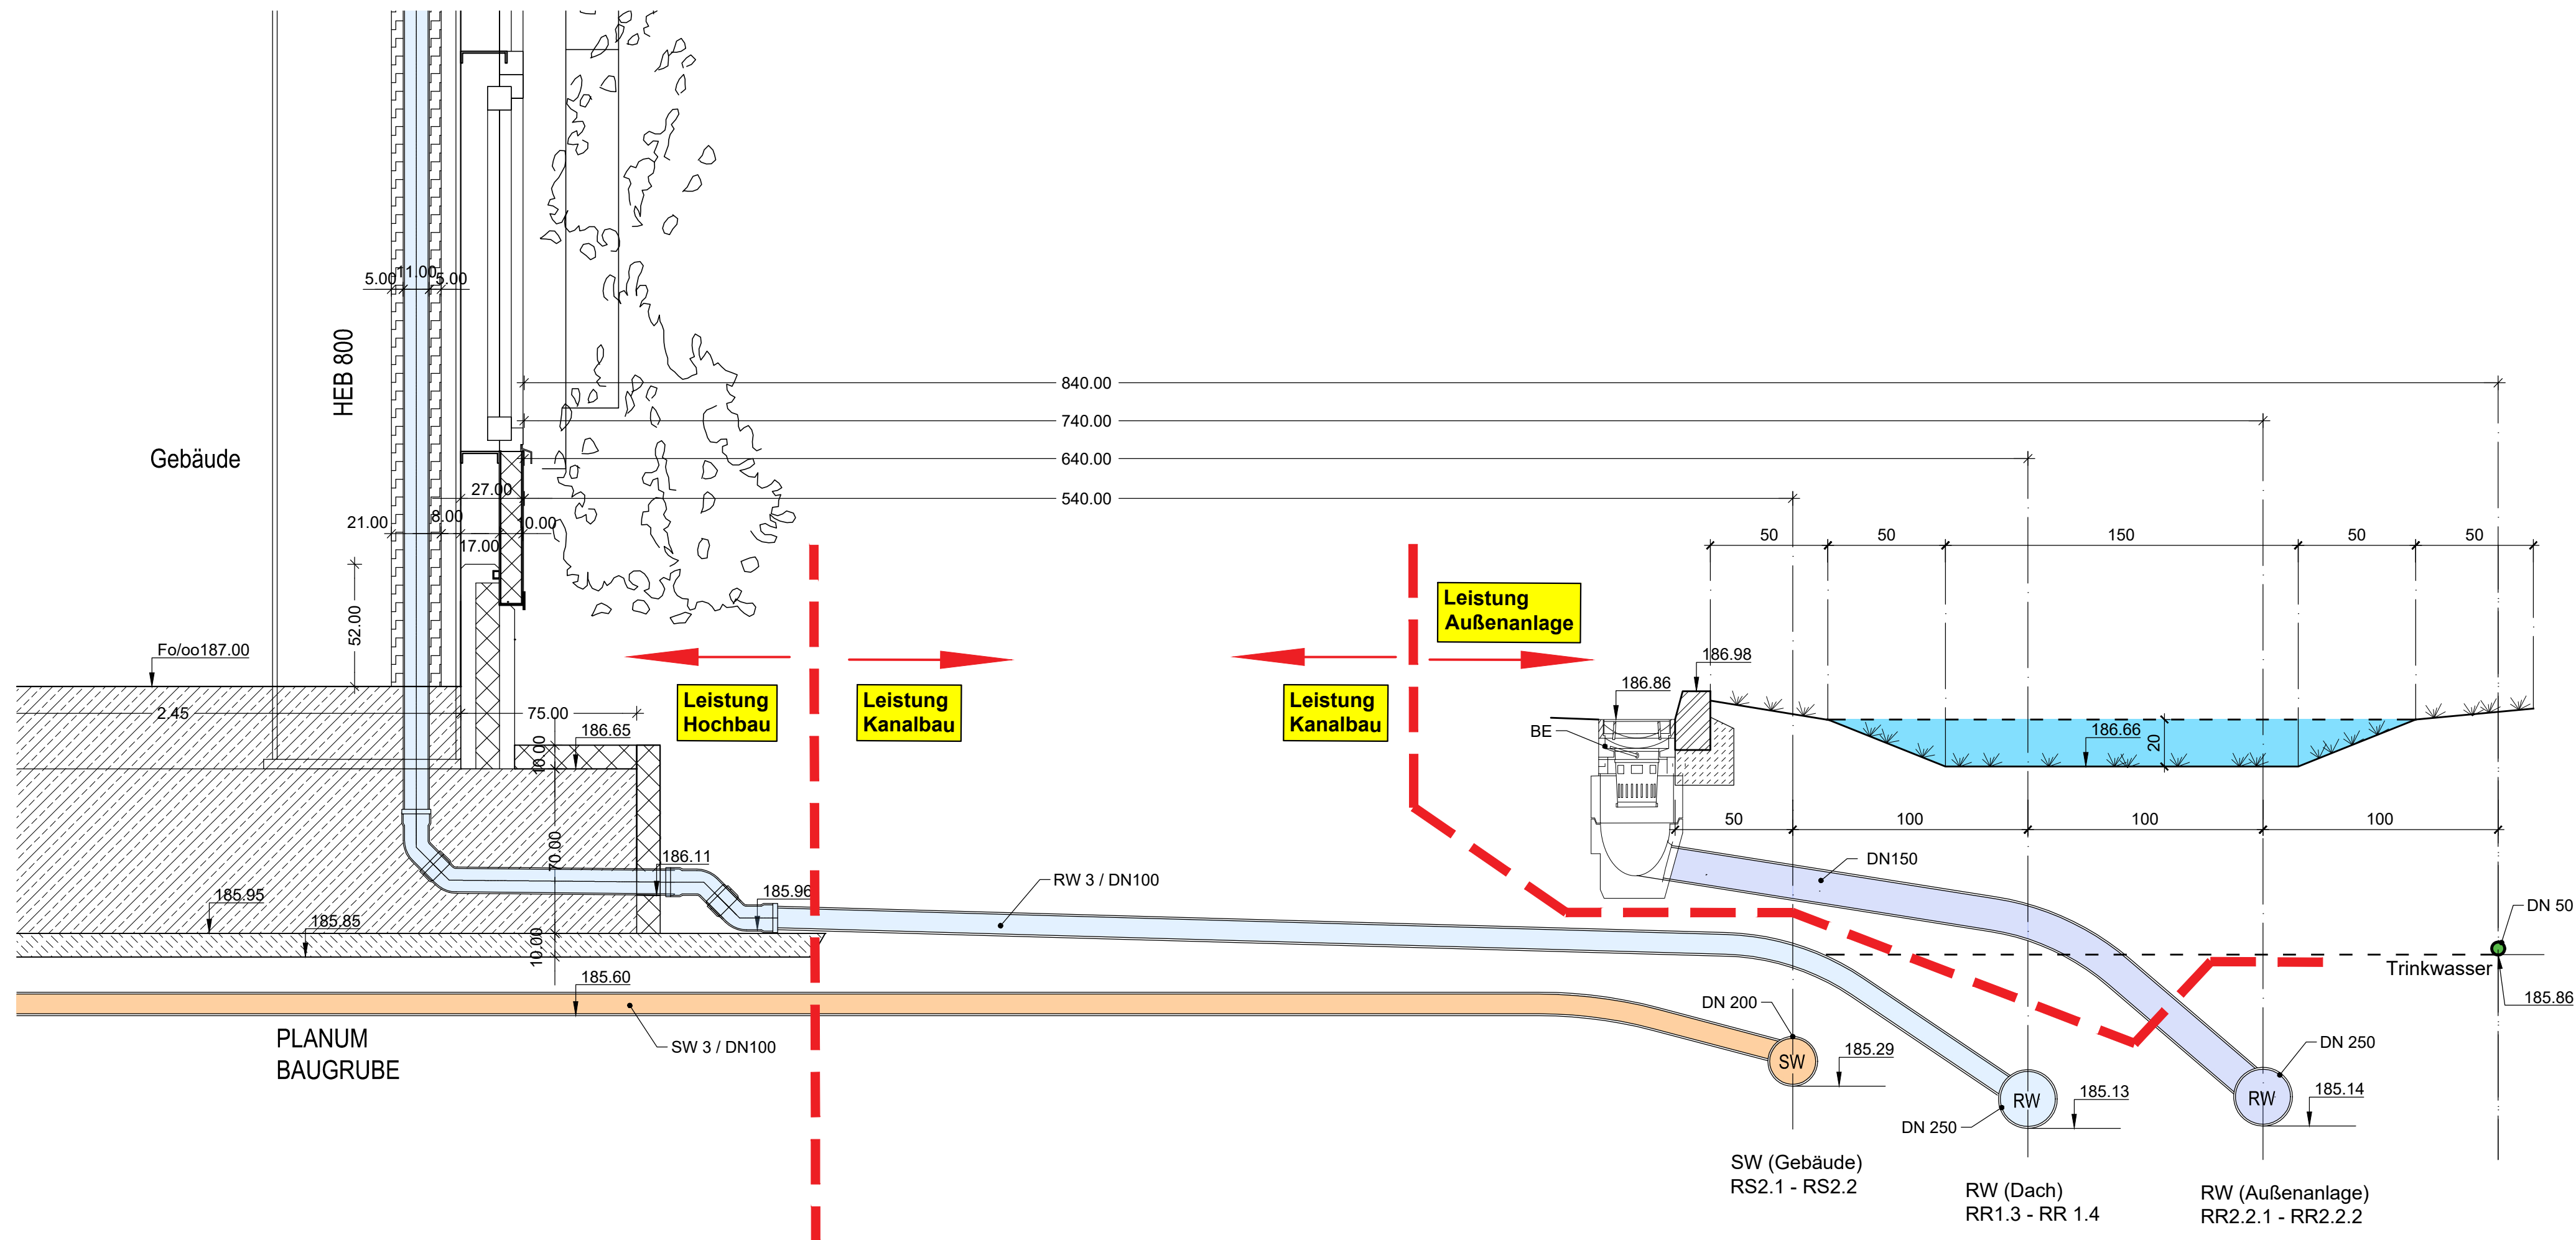 840.00
740.00
640.00
540.00
5.00
11.00
5.00
HEB 800
Gebäude
27.00
21.00
8.00
10.00
17.00
52.00
Fo/oo187.00
2.45
75.00
186.65
10.00
70.00
186.11
185.96
185.95
185.85
10.00
185.60
PLANUM
BAUGRUBE
SW 3 / DN100
RW 3 / DN100
Leistung
Hochbau
Leistung
Kanalbau
Leistung
Kanalbau
Leistung
Außenanlage
50
50
150
50
50
186.98
186.86
BE
186.66
20
50
100
100
100
DN150
DN 50
Trinkwasser
185.86
DN 200
SW
185.29
RW
185.13
DN 250
RW
185.14
DN 250
SW (Gebäude)
RS2.1 - RS2.2
RW (Dach)
RR1.3 - RR 1.4
RW (Außenanlage)
RR2.2.1 - RR2.2.2